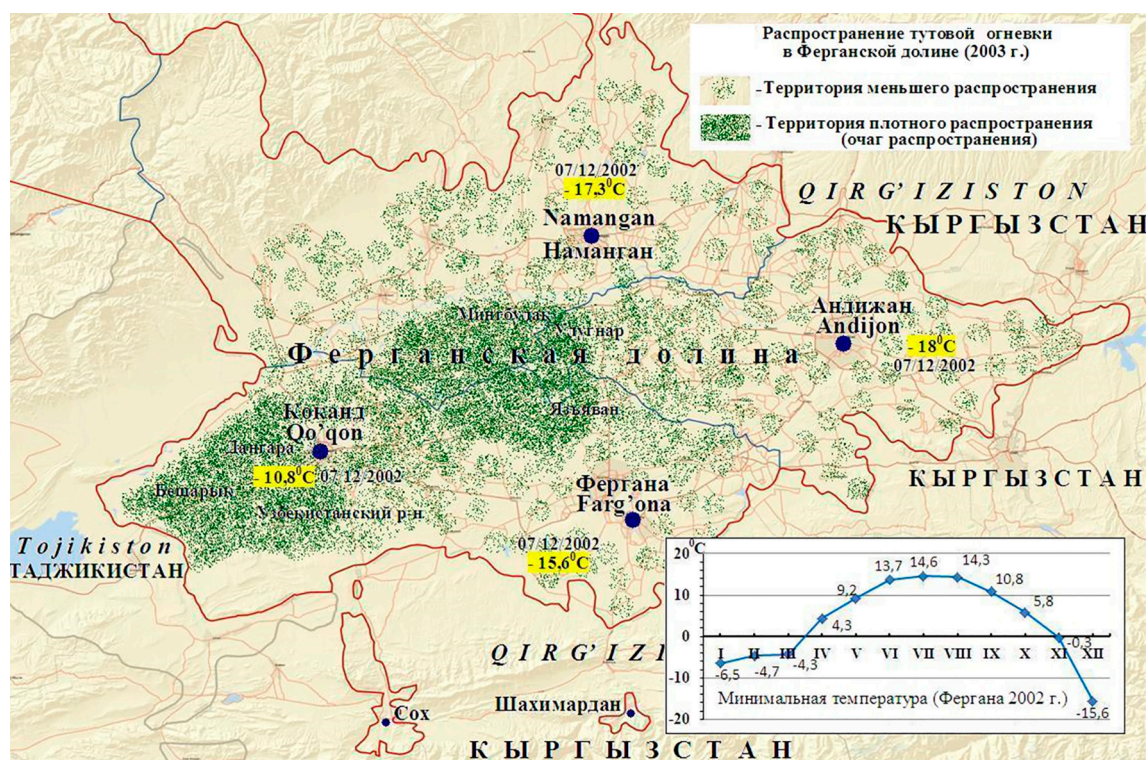 Распространение тутовой огневки
в Ферганской долине (2003 г.)
- Территория меньшего распространения
- Территория плотного распространения
(очаг распространения)
07/12/2002
- 17,3⁰C
Namangan
Наманган
QIRG’IZISTON
КЫРГЫЗСТАН
Андижан
Andijon
- 18⁰C
07/12/2002
Мингбулак
Улугнар
Ферганская долина
Язъяван
Коканд
Qo’qon
Дангара
- 10,8⁰C 07 12 2002
Бешарык
Узбекистанский р-н
Фергана
Farg’ona
07/12/2002
- 15,6⁰C
КЫРГЫЗСТАН
Tojikiston
ТАДЖИКИСТАН
QIRG’IZI
Сох
Шахимардан
КЫРГЫЗСТАН
20 ⁰C
10
0
-10
-20
I II III IV V VI VII VIII IX X XI XII
-6,5 -4,7 -4,3 4,3 9,2 13,7 14,6 14,3 10,8 5,8 -0,3 -15,6
Минимальная температура (Фергана 2002 г.)